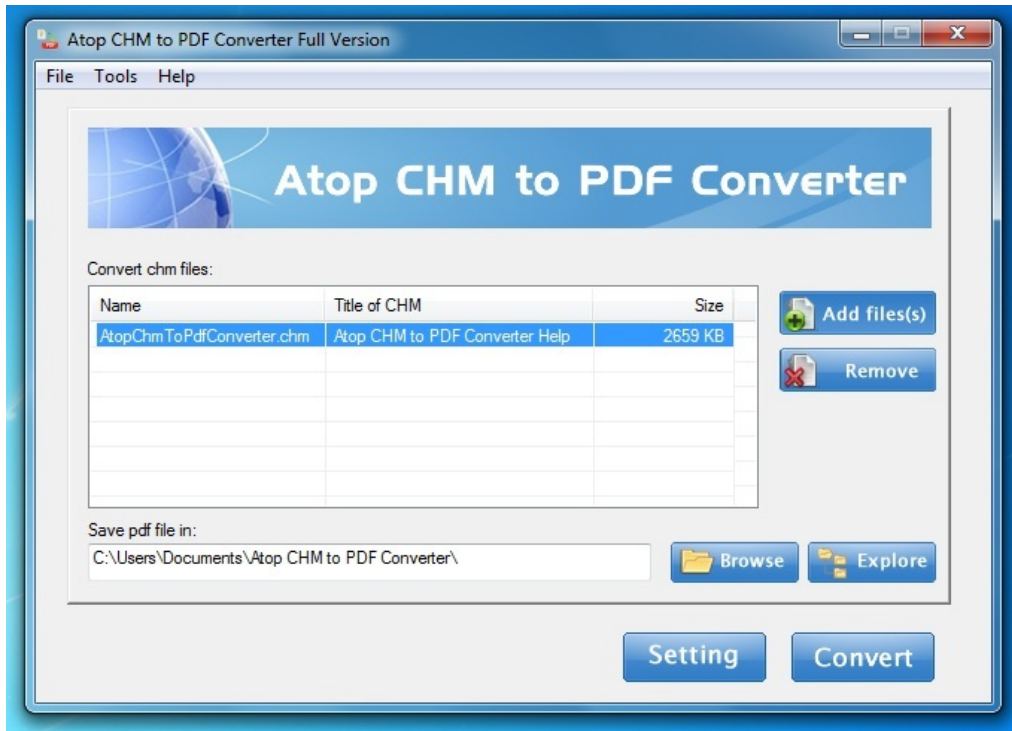 Atop CHM to PDF Converter Full Version
File Tools Help
Atop CHM to PDF Converter
Convert chm files:
Name Title of CHM Size
AtopChmToPdfConverter.chm Atop CHM to PDF Converter Help 2659 KB
Add files(s)
Remove
Save pdf file in:
C:\Users\Documents\Atop CHM to PDF Converter\
Browse Explore
Setting Convert